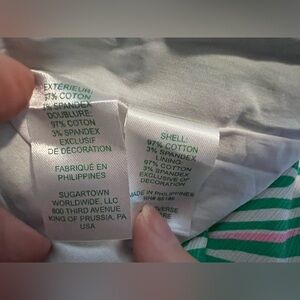 EXTÉRIEUR:
97% COTON
3% SPANDEX
DOUBLURE:
97% COTON
3% SPANDEX
EXCLUSIF
DE DÉCORATION
FABRIQUÉ EN
PHILIPPINES
SUGARTOWN
WORLDWIDE, LLC
800 THIRD AVENUE
KING OF PRUSSIA, PA
USA
SHELL:
97% COTTON
3% SPANDEX
LINING:
97% COTTON
3% SPANDEX
EXCLUSIVE OF
DECORATION
MADE IN PHILIPPINES